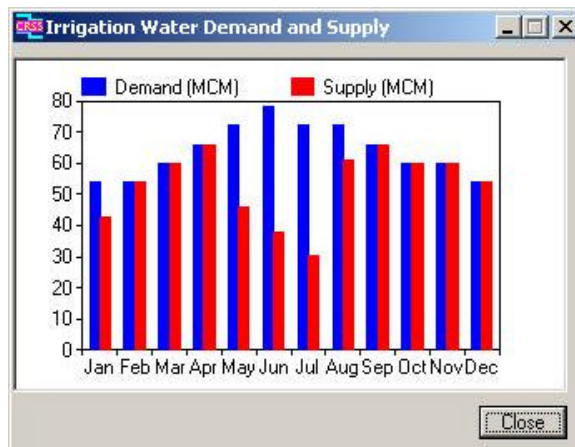 CRSS Irrigation Water Demand and Supply
Demand (MCM) Supply (MCM)
80
70
60
50
40
30
20
10
0
Jan Feb Mar Apr May Jun Jul Aug Sep Oct Nov Dec
Close